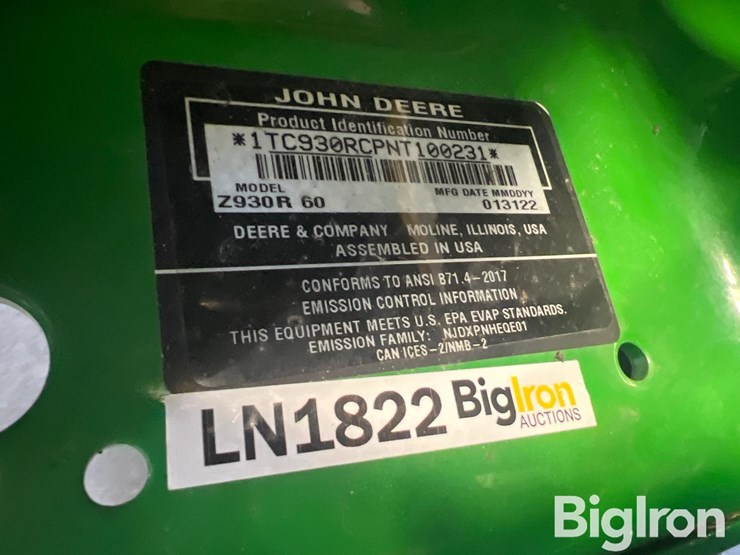 JOHN DEERE
Product Identification Number
*1TC930RCPNT100231*
MODEL MFG DATE MMDDYY
Z930R 60 013122
DEERE & COMPANY MOLINE, ILLINOIS, USA
ASSEMBLED IN USA
CONFORMS TO ANSI B71.4-2017
EMISSION CONTROL INFORMATION
THIS EQUIPMENT MEETS U.S. EPA EVAP STANDARDS.
EMISSION FAMILY: NJDXPNHEQE01
CAN ICES-2/NMB-2
LN1822 BigIron
AUCTIONS
BigIron